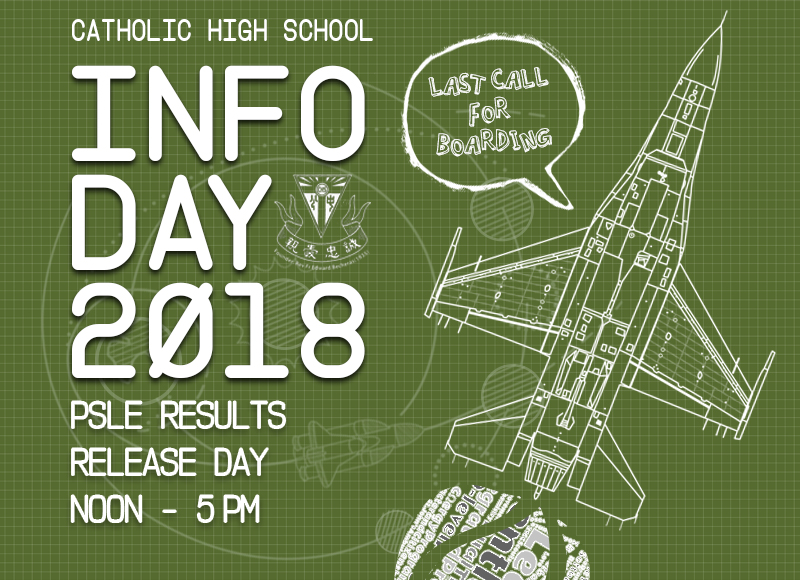 CATHOLIC HIGH SCHOOL
INFO
DAY
2018
PSLE RESULTS
RELEASE DAY
NOON - 5 PM
LAST CALL
FOR
BOARDING